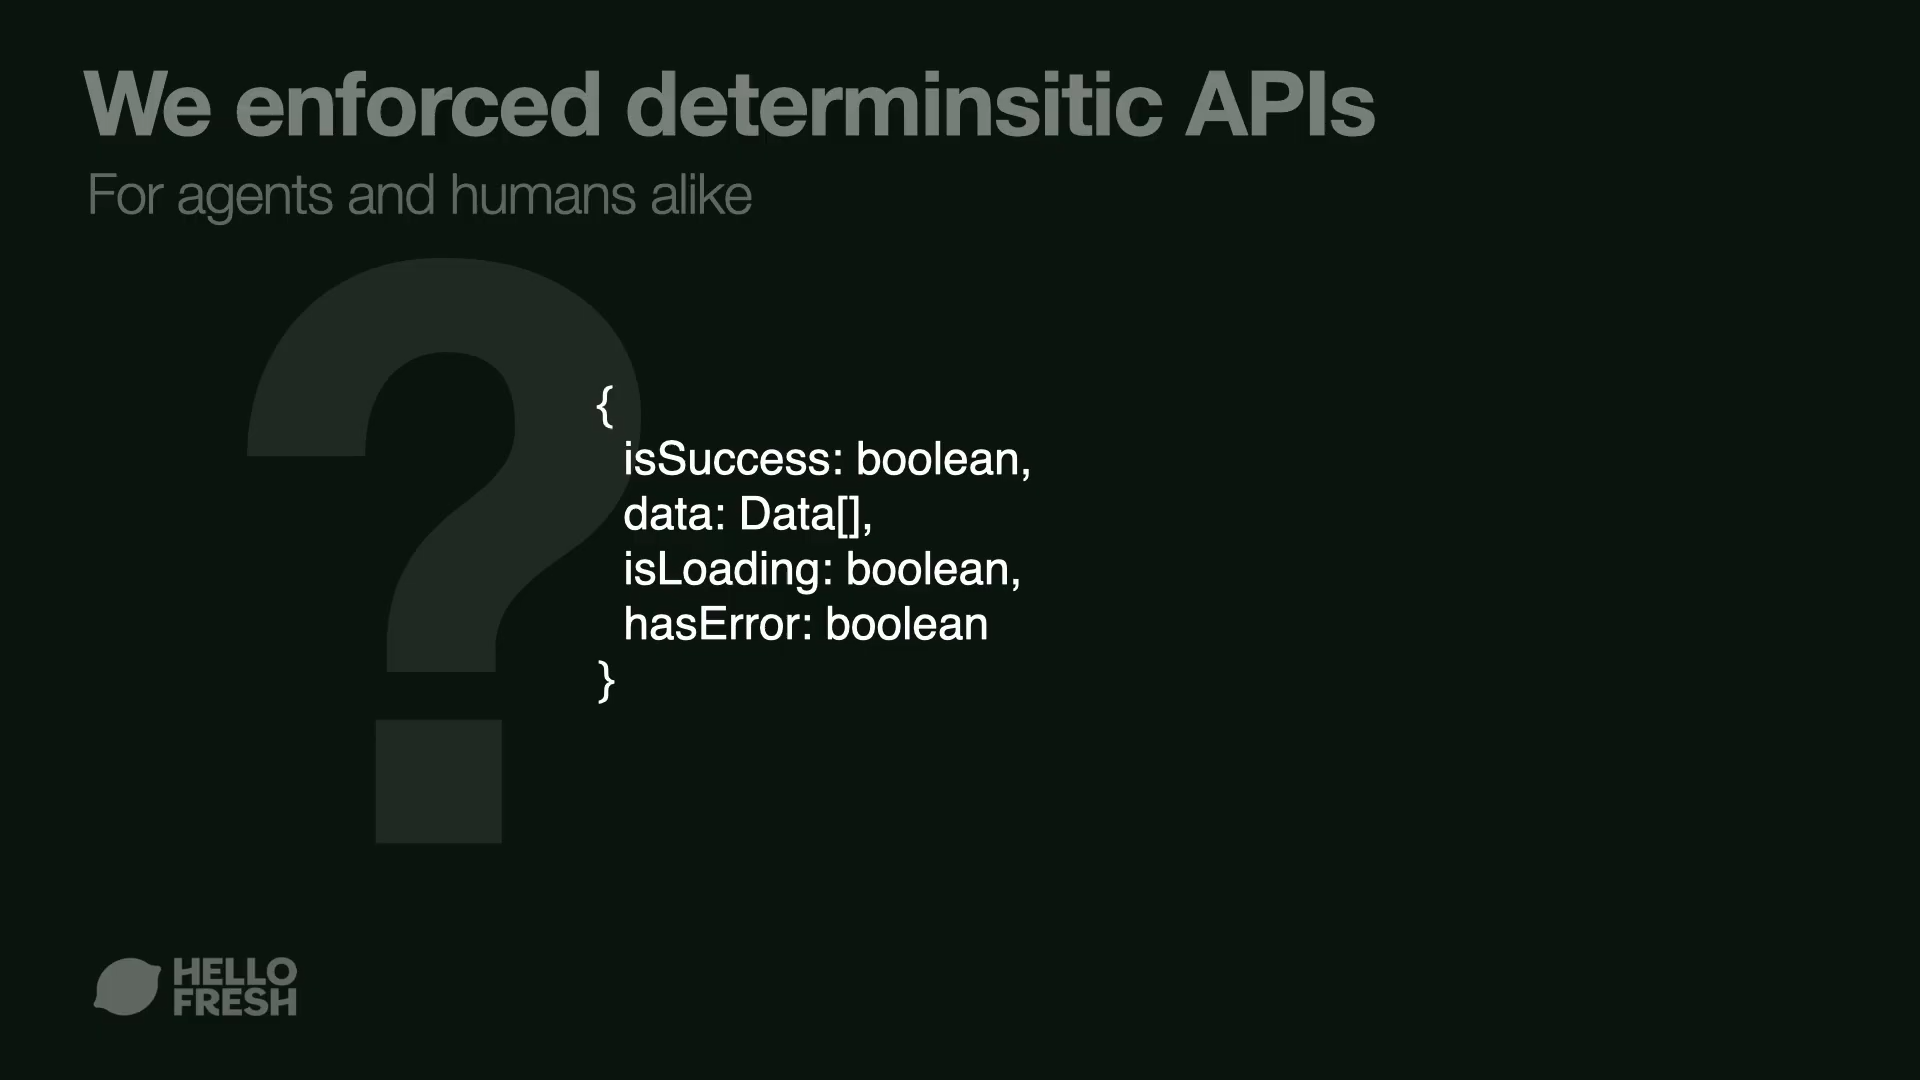 We enforced determinsitic APIs
For agents and humans alike
?
{
isSuccess: boolean,
data: Data[],
isLoading: boolean,
hasError: boolean
}
HELLO
FRESH